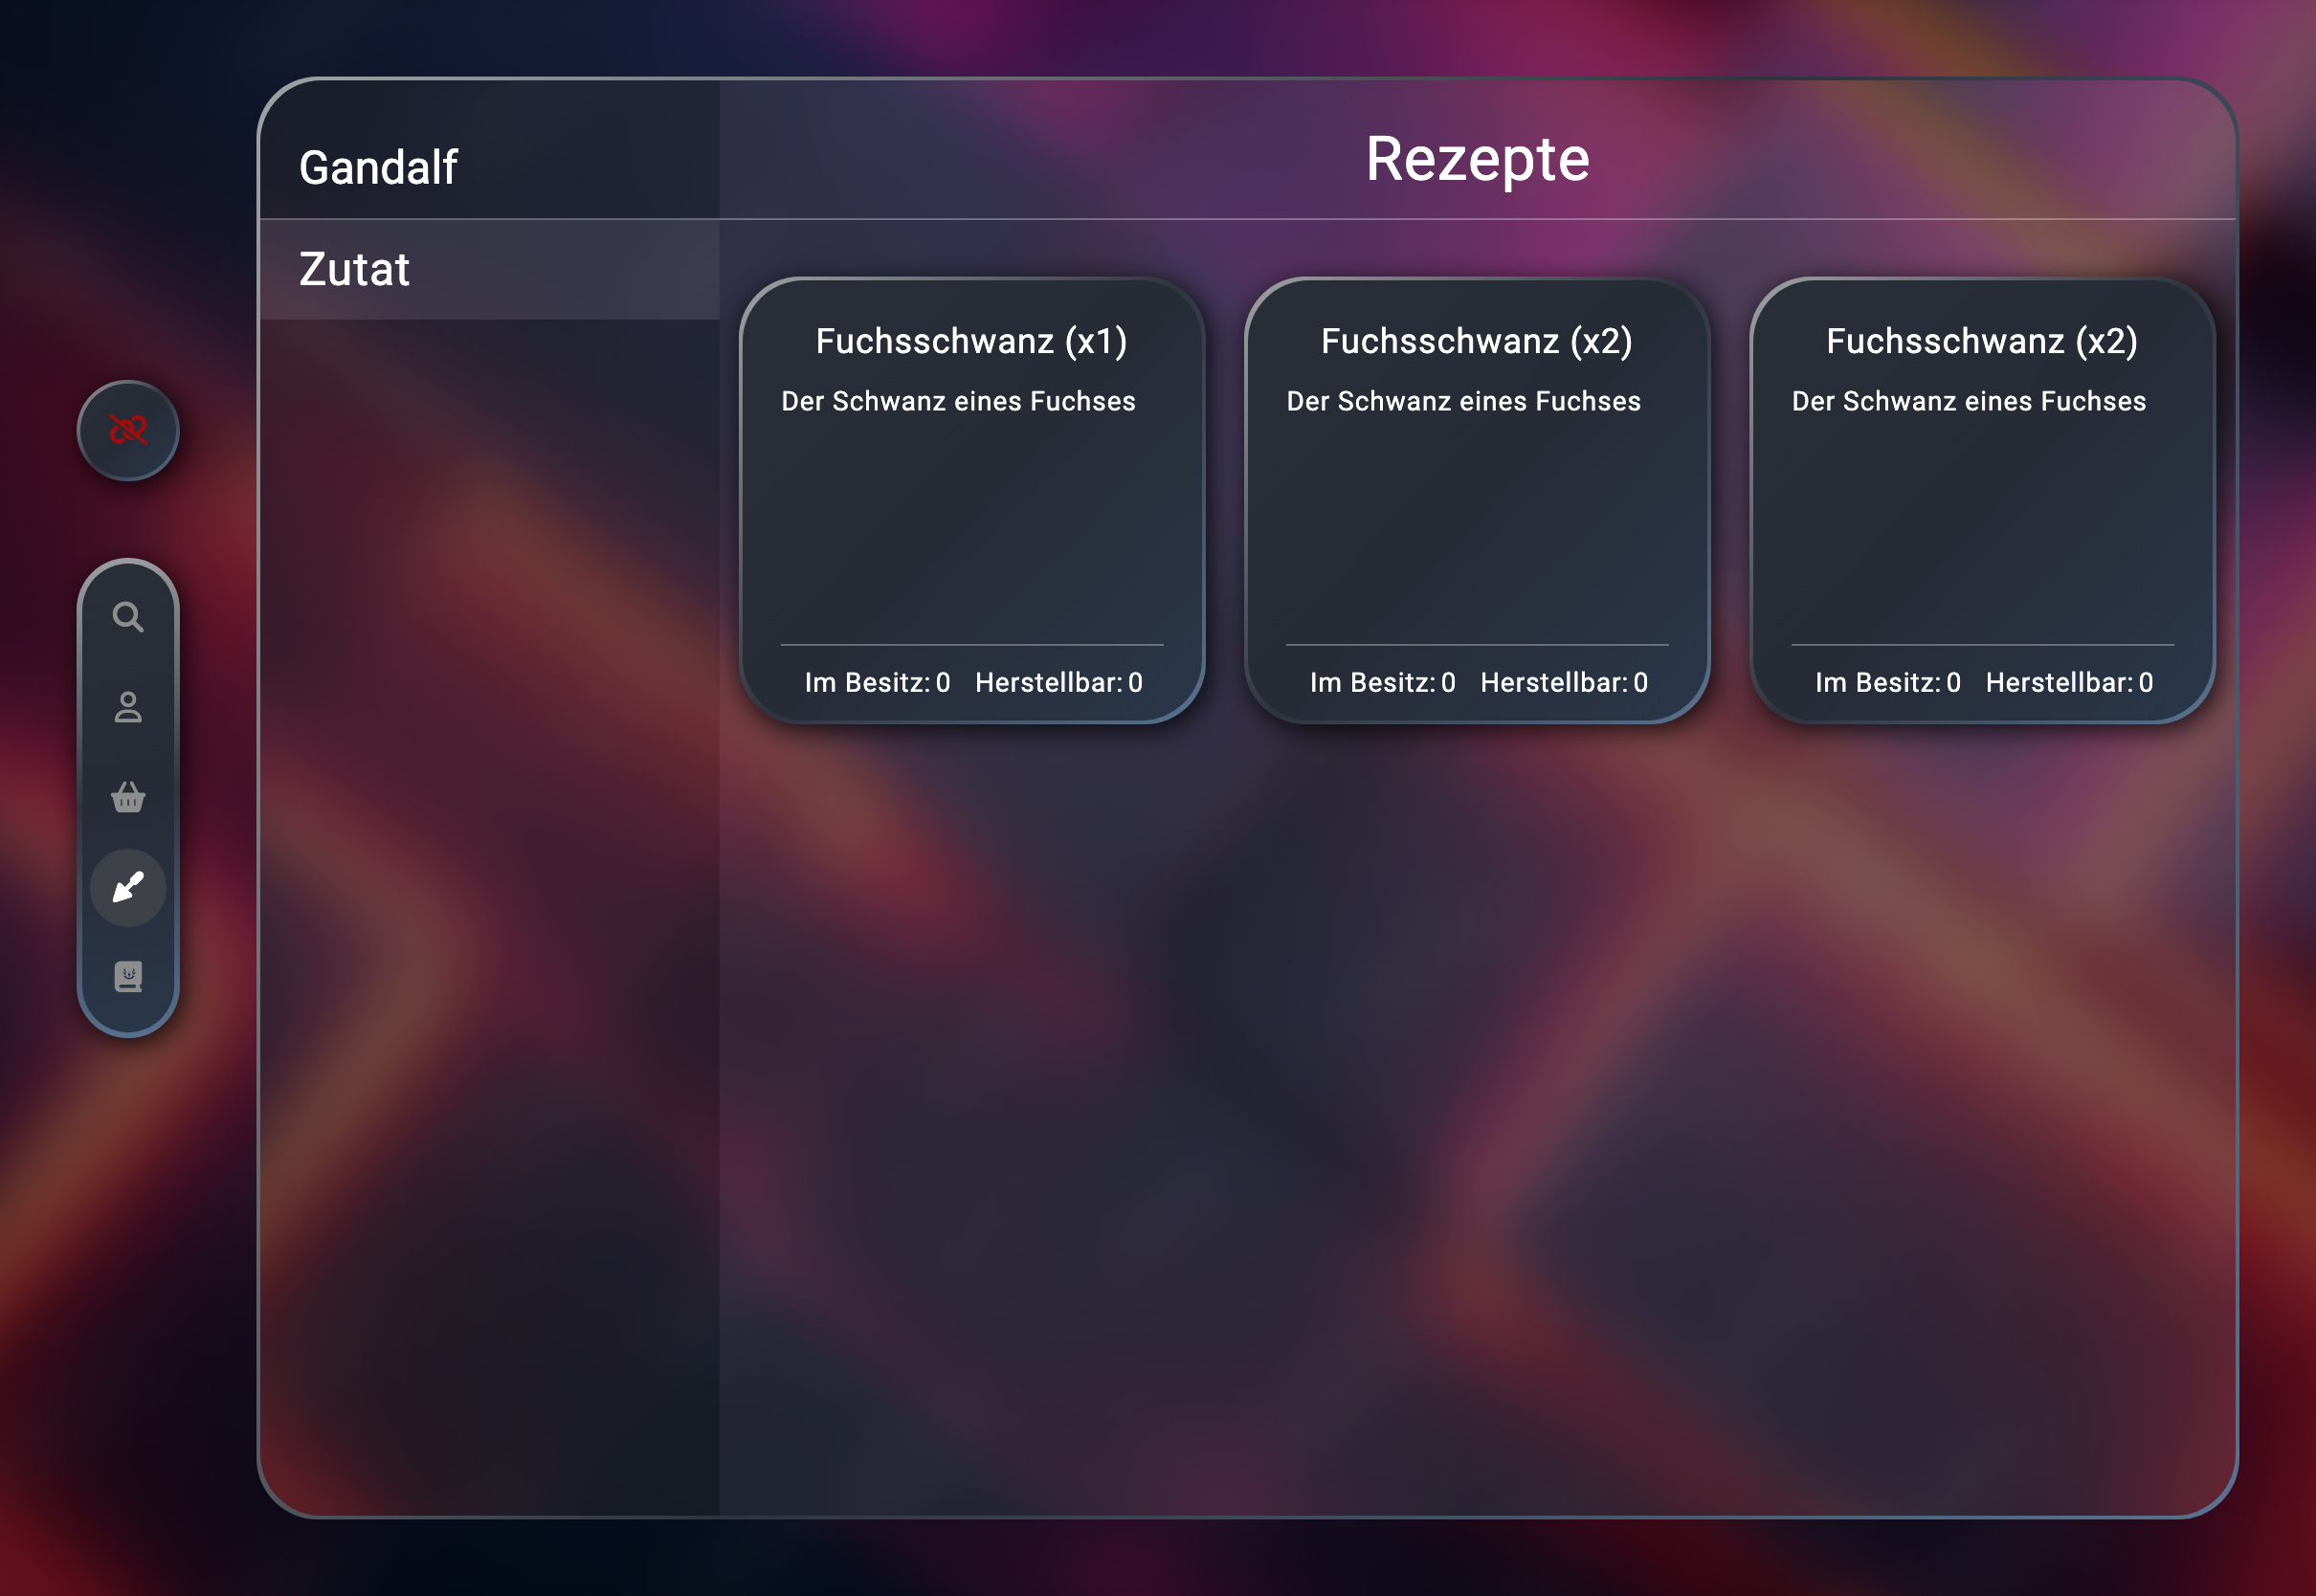 Gandalf
Rezepte
Zutat
Fuchsschwanz (x1)
Der Schwanz eines Fuchses
Im Besitz: 0 Herstellbar: 0
Fuchsschwanz (x2)
Der Schwanz eines Fuchses
Im Besitz: 0 Herstellbar: 0
Fuchsschwanz (x2)
Der Schwanz eines Fuchses
Im Besitz: 0 Herstellbar: 0